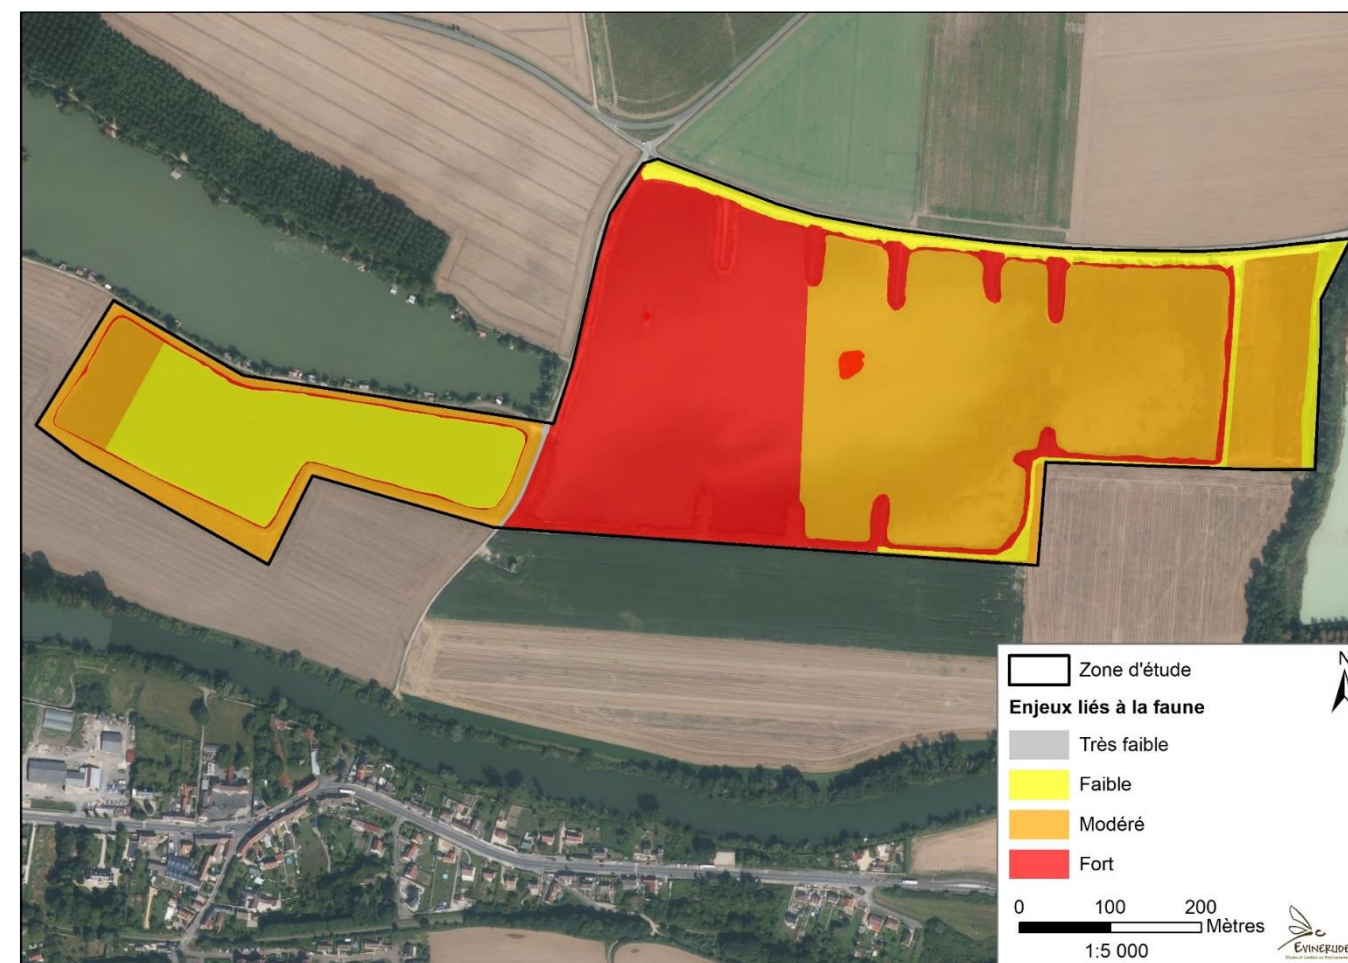 Zone d'étude
N
Enjeux liés à la faune
Très faible
Faible
Modéré
Fort
0 100 200
Mètres
1:5 000
EVINERUDE